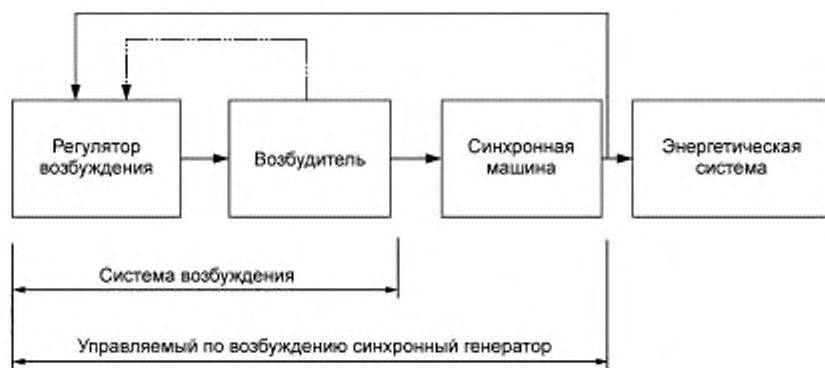 Регулятор
возбуждения
Возбудитель
Синхронная
машина
Энергетическая
система
Система возбуждения
Управляемый по возбуждению синхронный генератор